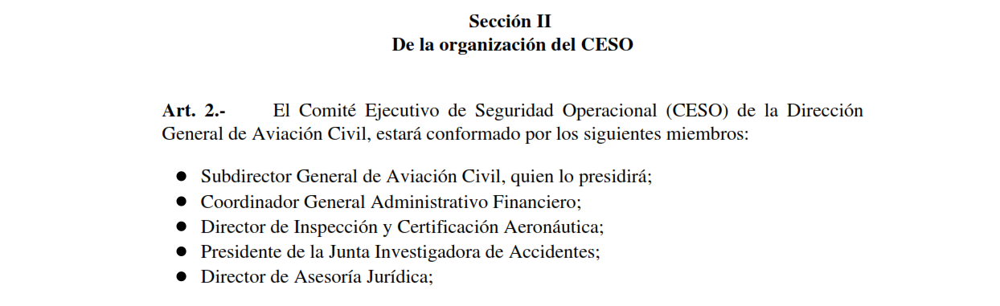 Sección II
De la organización del CESO
Art. 2.- El Comité Ejecutivo de Seguridad Operacional (CESO) de la Dirección
General de Aviación Civil, estará conformado por los siguientes miembros:
● Subdirector General de Aviación Civil, quien lo presidirá;
● Coordinador General Administrativo Financiero;
● Director de Inspección y Certificación Aeronáutica;
● Presidente de la Junta Investigadora de Accidentes;
● Director de Asesoría Jurídica;